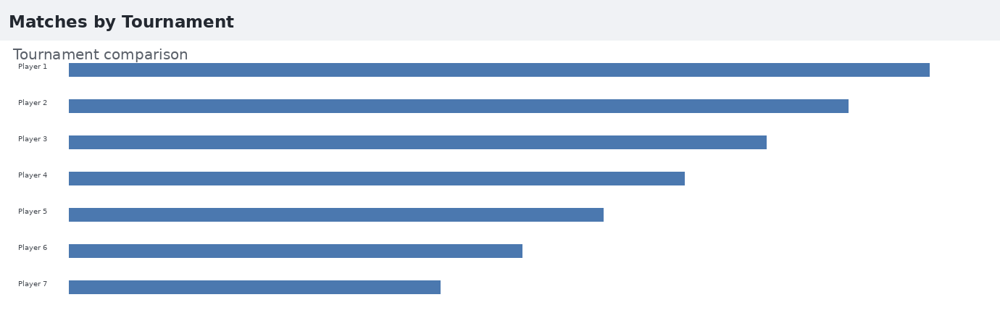 Matches by Tournament
Tournament comparison
Player 1
Player 2
Player 3
Player 4
Player 5
Player 6
Player 7